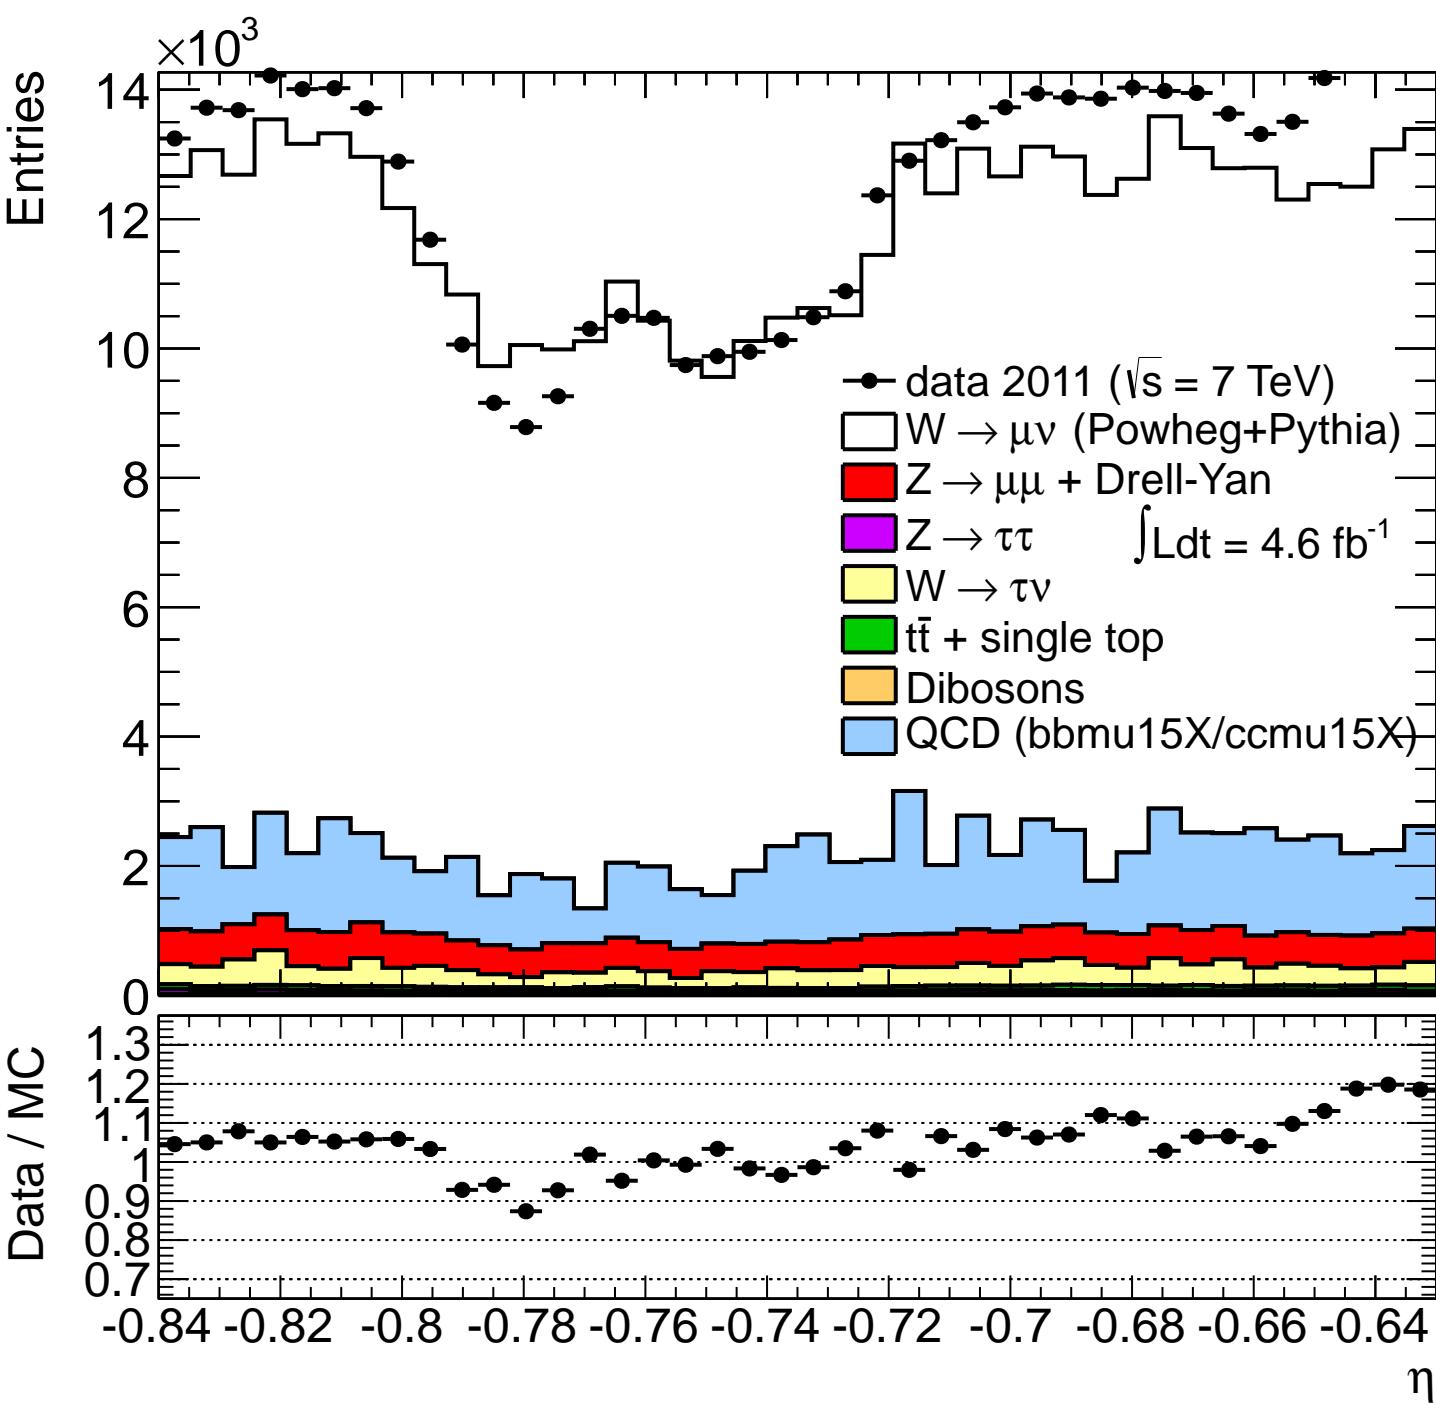 ×10³
Entries
14
12
10
8
6
4
2
0
data 2011 (√s = 7 TeV)
W → μν (Powheg+Pythia)
Z → μμ + Drell-Yan
Z → ττ
∫Ldt = 4.6 fb⁻¹
W → τν
tt̄ + single top
Dibosons
QCD (bbmu15X/ccmu15X)
Data / MC
1.3
1.2
1.1
1
0.9
0.8
0.7
-0.84 -0.82 -0.8 -0.78 -0.76 -0.74 -0.72 -0.7 -0.68 -0.66 -0.64
η